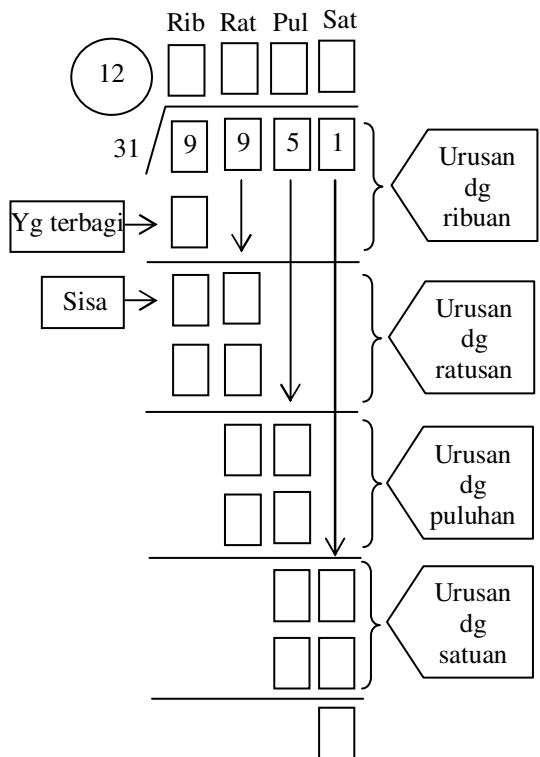 Rib Rat Pul Sat
12
31 9 9 5 1
Urusan
dg
ribuan
Yg terbagi
Sisa
Urusan
dg
ratusan
Urusan
dg
puluhan
Urusan
dg
satuan